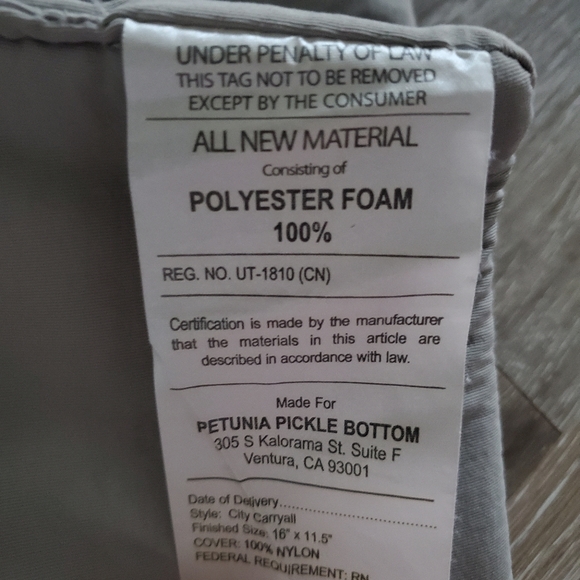 UNDER PENALTY OF LAW
THIS TAG NOT TO BE REMOVED
EXCEPT BY THE CONSUMER
ALL NEW MATERIAL
Consisting of
POLYESTER FOAM
100%
REG. NO. UT-1810 (CN)
Certification is made by the manufacturer
that the materials in this article are
described in accordance with law.
Made For
PETUNIA PICKLE BOTTOM
305 S Kalorama St. Suite F
Ventura, CA 93001
Date of Delivery..............................
Style: City Carryall
Finished Size: 16" x 11.5"
COVER: 100% NYLON
FEDERAL REQUIREMENT: RN